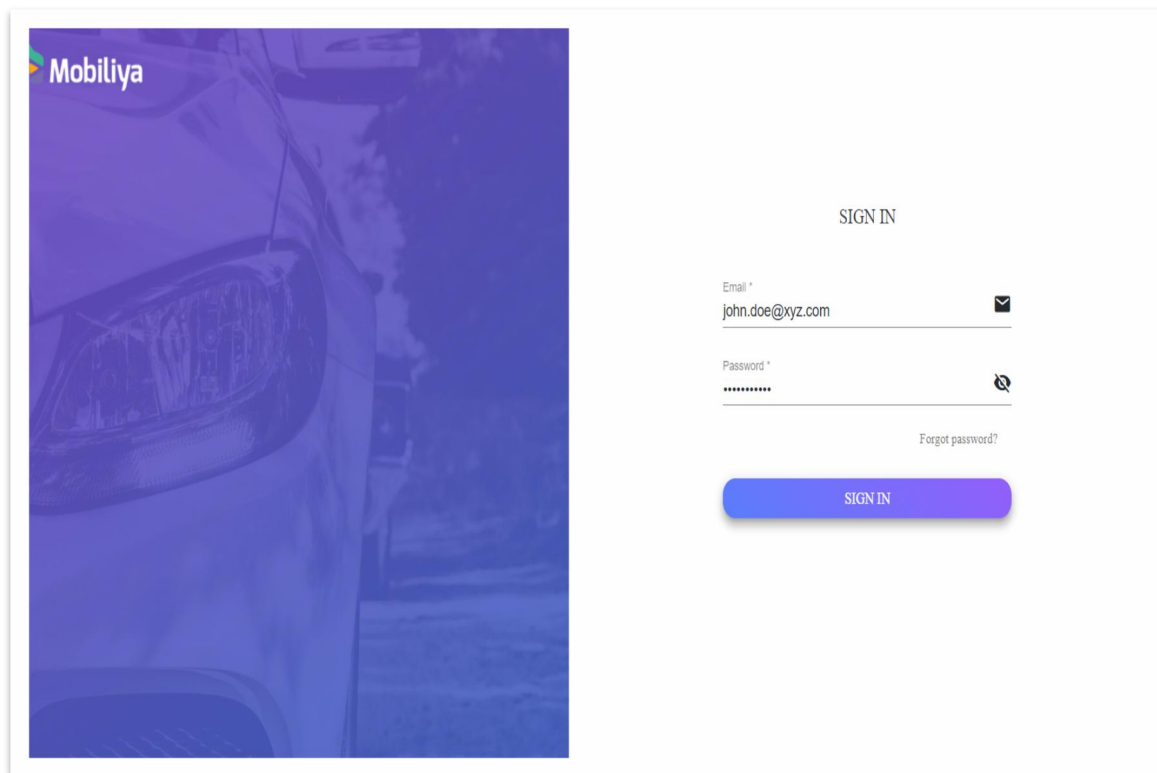 Mobiliya
SIGN IN
Email *
john.doe@xyz.com
Password *
•••••••••••
Forgot password?
SIGN IN